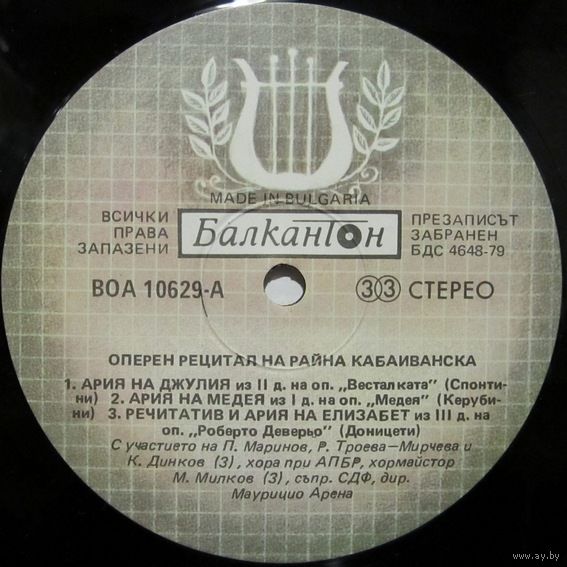 MADE IN BULGARIA
ВСИЧКИ
ПРАВА
ЗАПАЗЕНИ
Балкантон
ПРЕЗАПИСЪТ
ЗАБРАНЕН
БДС 4648-79
ВОА 10629-А
33 СТЕРЕО
ОПЕРЕН РЕЦИТАЛ НА РАЙНА КАБАИВАНСКА
1. АРИЯ НА ДЖУЛИЯ из II д. на оп. „Весталката" (Спонти-
ни) 2. АРИЯ НА МЕДЕЯ из I д. на оп. „Медея" (Керуби-
ни) 3. РЕЧИТАТИВ И АРИЯ НА ЕЛИЗАБЕТ из III д. на
оп. „Роберто Деверьо" (Доницети)
С участието на П. Маринов, Р. Троева—Мирчева и
К. Динков (3), хора при АПБР, хормайстор
М. Милков (3), съпр. СДФ, дир.
Маурицио Арена
www.ay.by